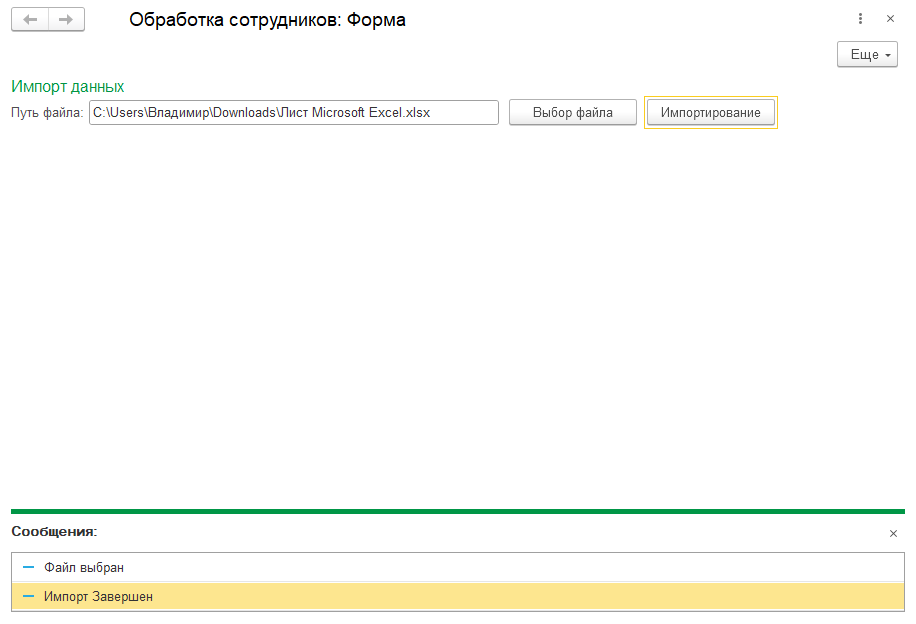 Обработка сотрудников: Форма
Еще
Импорт данных
Путь файла: C:\Users\Владимир\Downloads\Лист Microsoft Excel.xlsx Выбор файла Импортирование
Сообщения:
Файл выбран
Импорт Завершен